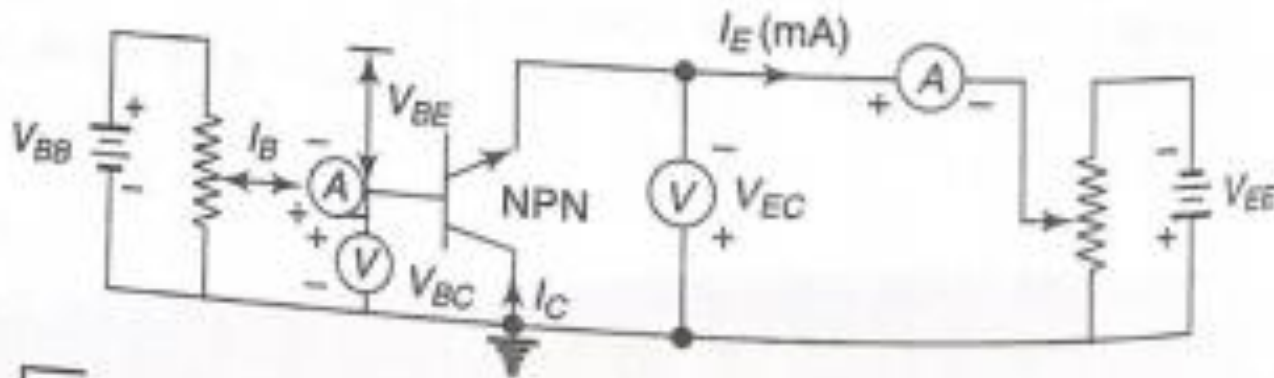 I_E (mA)
A
+ -
V_BE
V_BB
+
-
I_B
-
A
+
+
V
-
V_BC
NPN
I_C
-
V
V_EC
+
-
V_EE
+